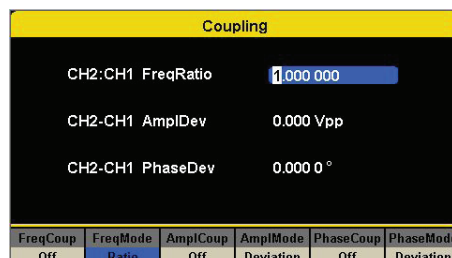 Coupling
CH2:CH1 FreqRatio 1.000 000
CH2-CH1 AmplDev 0.000 Vpp
CH2-CH1 PhaseDev 0.000 0 °
FreqCoup FreqMode AmplCoup AmplMode PhaseCoup PhaseMode
Off Ratio Off Deviation Off Deviation